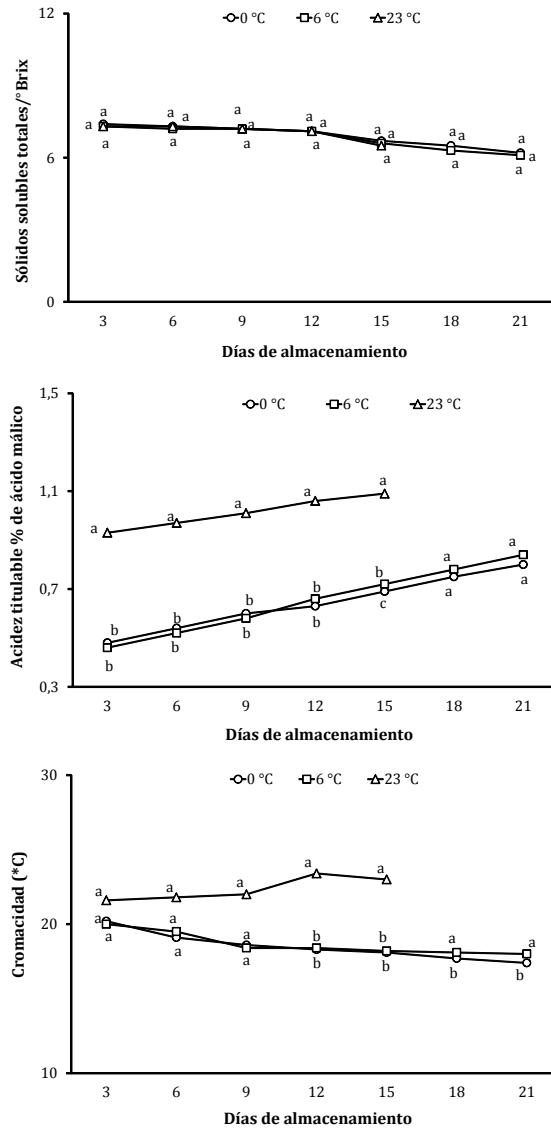 12
0 °C 6 °C 23 °C
a a a a
a a a a a a a a
a a a a a a a
6
Sólidos solubles totales/°Brix
0
3 6 9 12 15 18 21
Días de almacenamiento
1,5
0 °C 6 °C 23 °C
a a a a a
1,1
Acidez titulable % de ácido málico
b b b b b a a
0,7
b b b b c a a
0,3
3 6 9 12 15 18 21
Días de almacenamiento
30
0 °C 6 °C 23 °C
a a a a a
Cromacidad (*C)
a a a b b a a
20
a a a b b b b
10
3 6 9 12 15 18 21
Días de almacenamiento